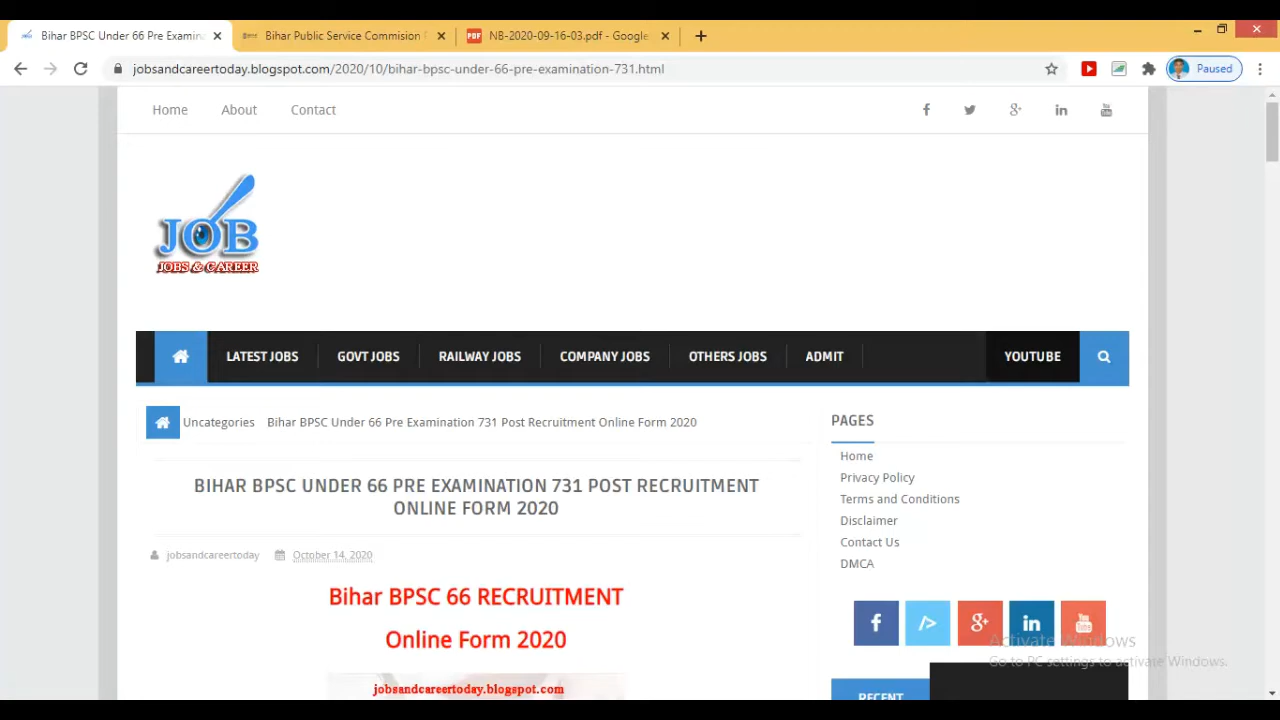 Bihar BPSC Under 66 Pre Examin
Bihar Public Service Commision
NB-2020-09-16-03.pdf - Google
jobsandcareertoday.blogspot.com/2020/10/bihar-bpsc-under-66-pre-examination-731.html
Paused
Home About Contact
JOB
JOBS & CAREER
LATEST JOBS GOVT JOBS RAILWAY JOBS COMPANY JOBS OTHERS JOBS ADMIT YOUTUBE
Uncategories Bihar BPSC Under 66 Pre Examination 731 Post Recruitment Online Form 2020
BIHAR BPSC UNDER 66 PRE EXAMINATION 731 POST RECRUITMENT
ONLINE FORM 2020
jobsandcareertoday October 14, 2020
Bihar BPSC 66 RECRUITMENT
Online Form 2020
jobsandcareertoday.blogspot.com
PAGES
Home
Privacy Policy
Terms and Conditions
Disclaimer
Contact Us
DMCA
Activate Windows
Go to PC settings to activate Windows.
RECENT